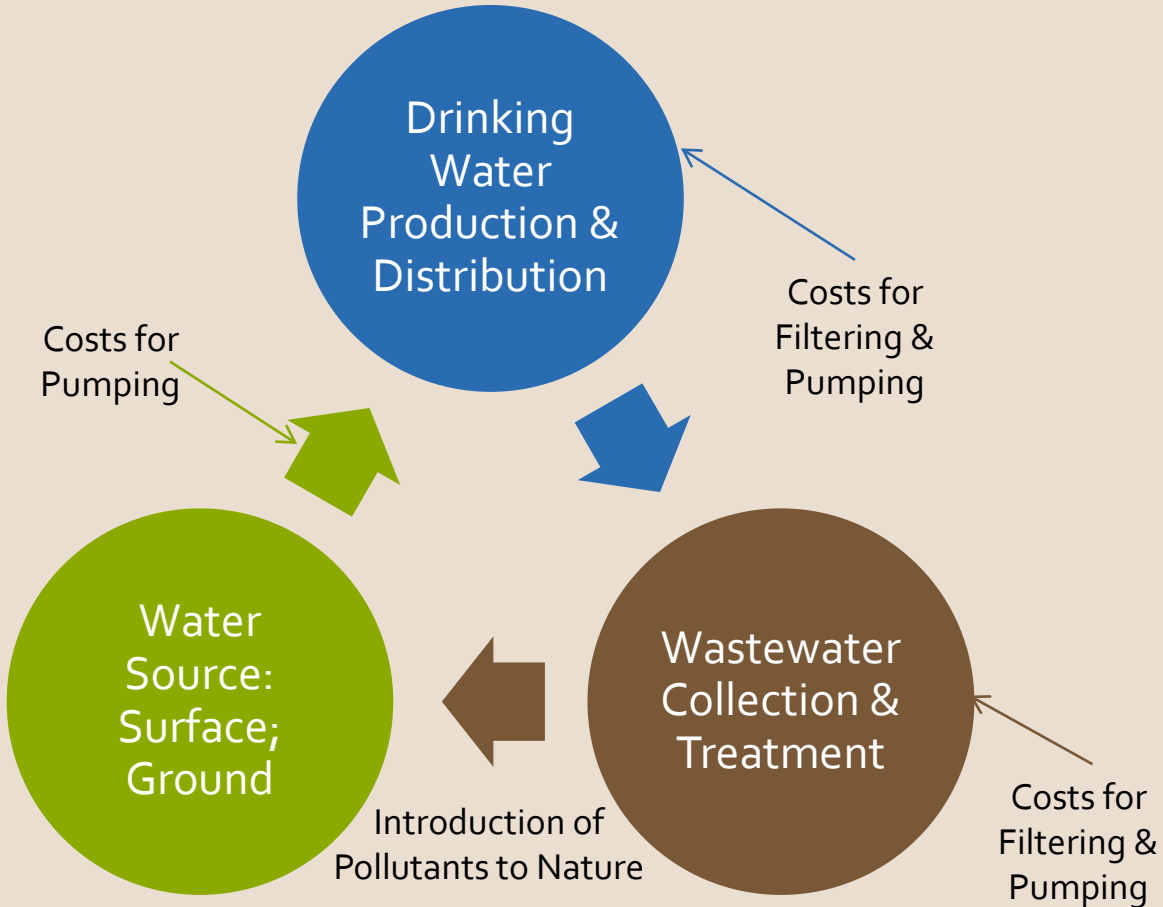 Drinking
Water
Production &
Distribution
Costs for
Filtering &
Pumping
Costs for
Pumping
Water
Source:
Surface;
Ground
Wastewater
Collection &
Treatment
Introduction of
Pollutants to Nature
Costs for
Filtering &
Pumping